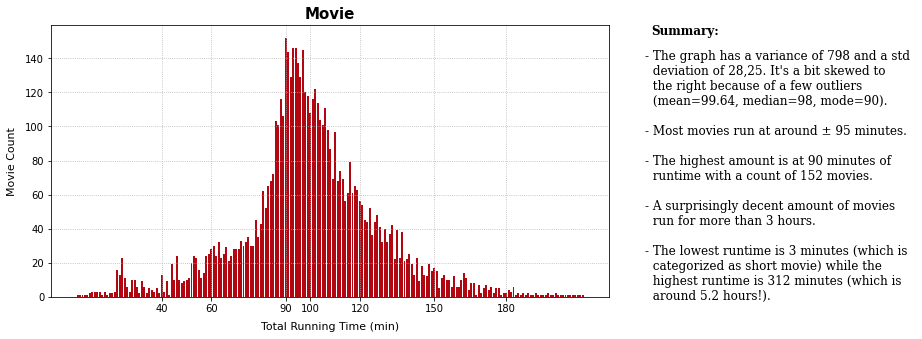 Movie
Summary:
- The graph has a variance of 798 and a std
deviation of 28,25. It's a bit skewed to
the right because of a few outliers
(mean=99.64, median=98, mode=90).
- Most movies run at around ± 95 minutes.
- The highest amount is at 90 minutes of
runtime with a count of 152 movies.
- A surprisingly decent amount of movies
run for more than 3 hours.
- The lowest runtime is 3 minutes (which is
categorized as short movie) while the
highest runtime is 312 minutes (which is
around 5.2 hours!).
Movie Count
140
120
100
80
60
40
20
0
40 60 90 100 120 150 180
Total Running Time (min)